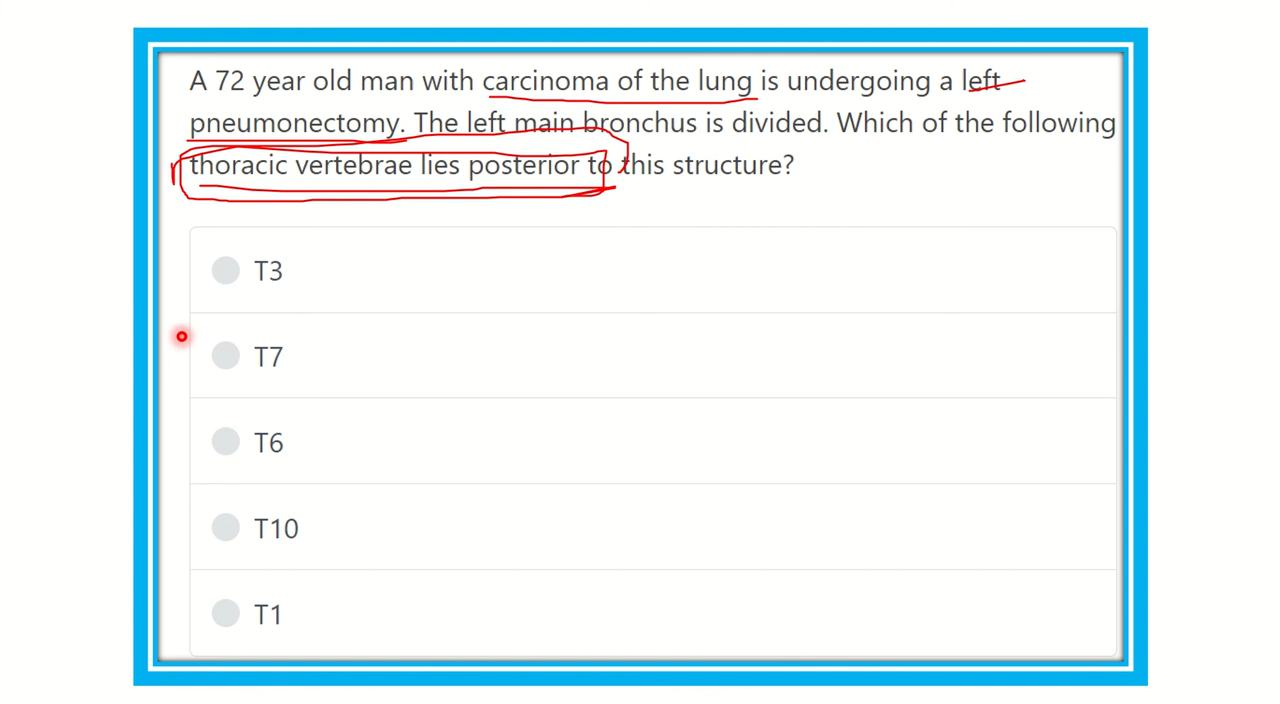 A 72 year old man with carcinoma of the lung is undergoing a left
pneumonectomy. The left main bronchus is divided. Which of the following
thoracic vertebrae lies posterior to this structure?
T3
T7
T6
T10
T1